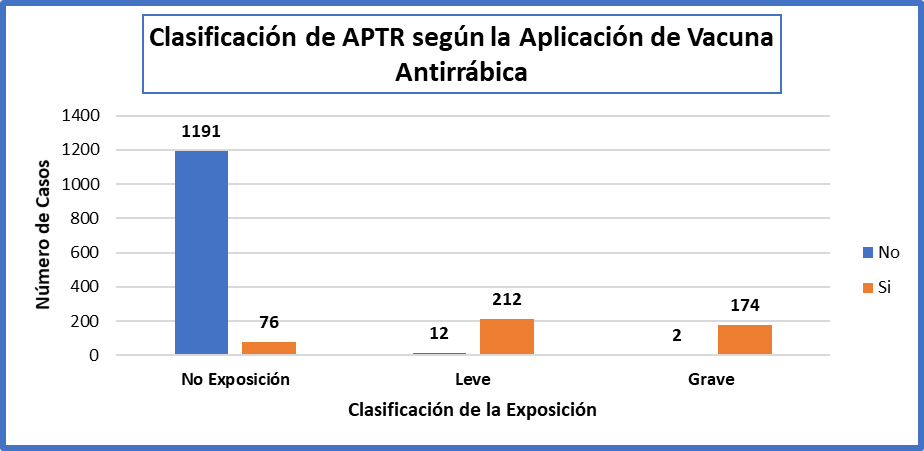 Clasificación de APTR según la Aplicación de Vacuna
Antirrábica
Número de Casos
1400
1200
1000
800
600
400
200
0
1191
76
12
212
2
174
No Exposición
Leve
Grave
Clasificación de la Exposición
No
Si